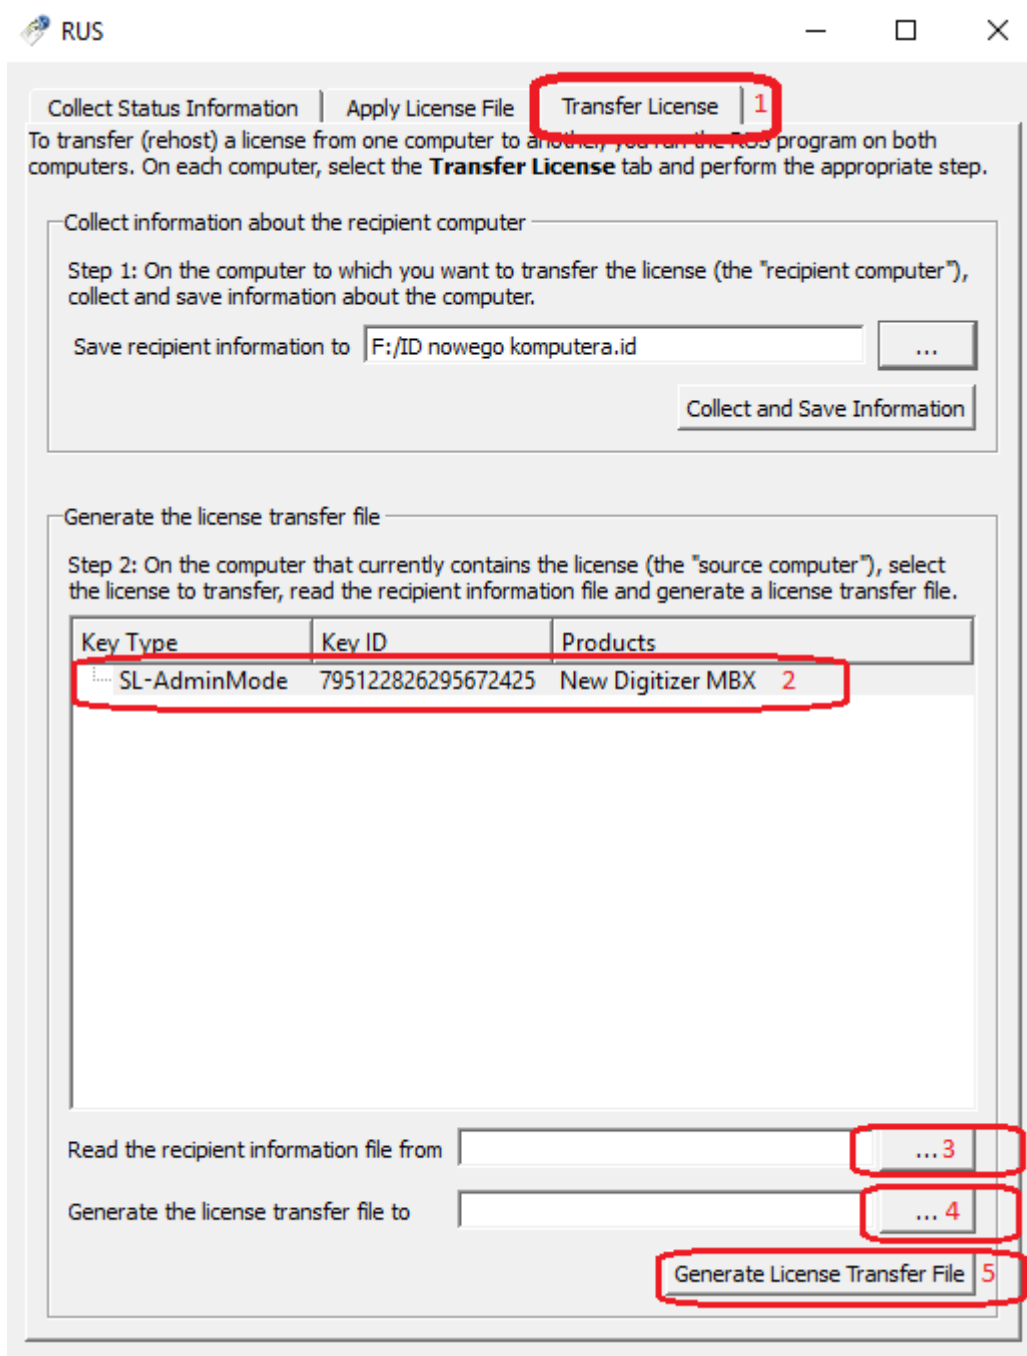 RUS
Collect Status Information Apply License File Transfer License 1
To transfer (rehost) a license from one computer to another, you run the RUS program on both
computers. On each computer, select the Transfer License tab and perform the appropriate step.
Collect information about the recipient computer
Step 1: On the computer to which you want to transfer the license (the "recipient computer"),
collect and save information about the computer.
Save recipient information to F:/ID nowego komputera.id ...
Collect and Save Information
Generate the license transfer file
Step 2: On the computer that currently contains the license (the "source computer"), select
the license to transfer, read the recipient information file and generate a license transfer file.
Key Type Key ID Products
SL-AdminMode 795122826295672425 New Digitizer MBX 2
Read the recipient information file from ... 3
Generate the license transfer file to ... 4
Generate License Transfer File 5